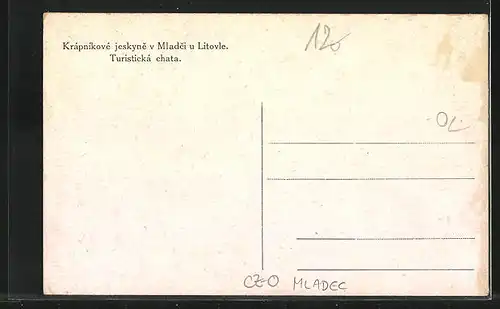 Krápníkové jeskyně v Mladči u Litovle.
Turistická chata.
120
OL
CZO MLADEC